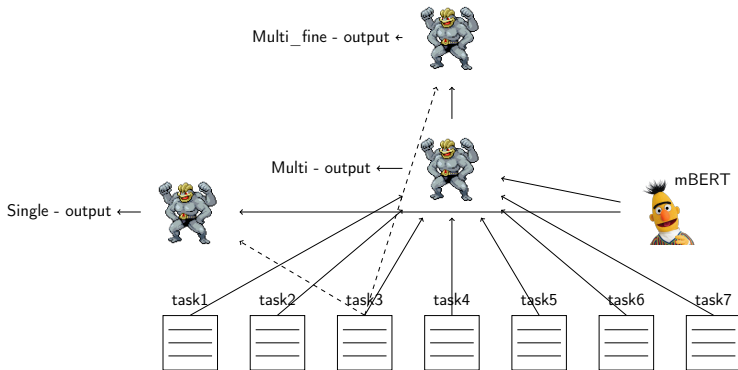 Multi_fine - output
Multi - output
mBERT
Single - output
task1 task2 task3 task4 task5 task6 task7